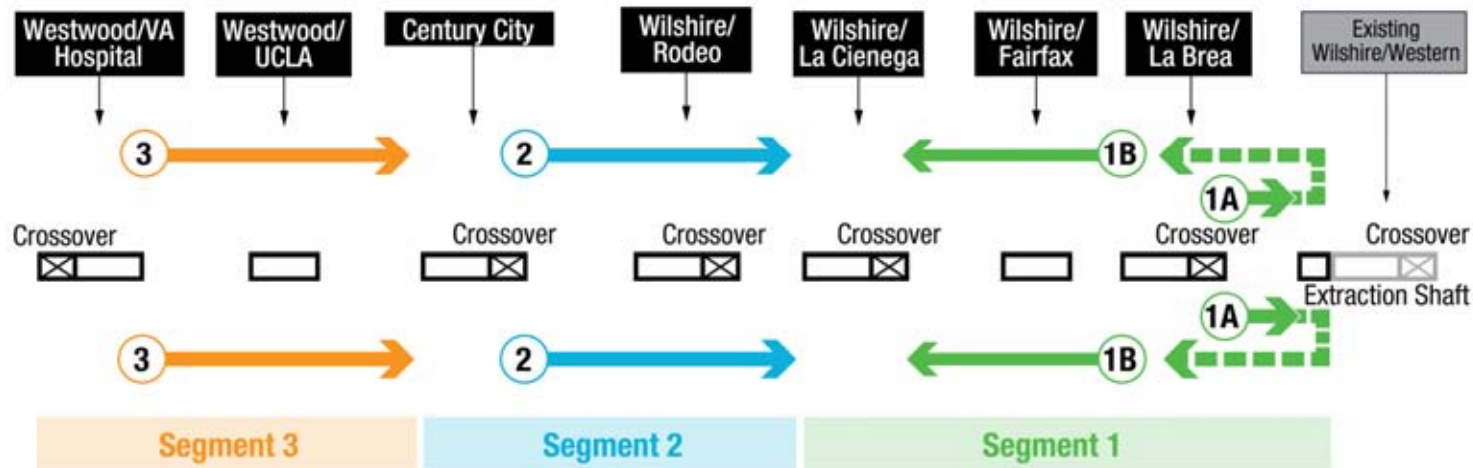 Westwood/VA
Hospital
Westwood/
UCLA
Century City
Wilshire/
Rodeo
Wilshire/
La Cienega
Wilshire/
Fairfax
Wilshire/
La Brea
Existing
Wilshire/Western
3
2
1B
1A
Crossover
Crossover
Crossover
Crossover
Crossover
Crossover
Extraction Shaft
1A
3
2
1B
Segment 3
Segment 2
Segment 1